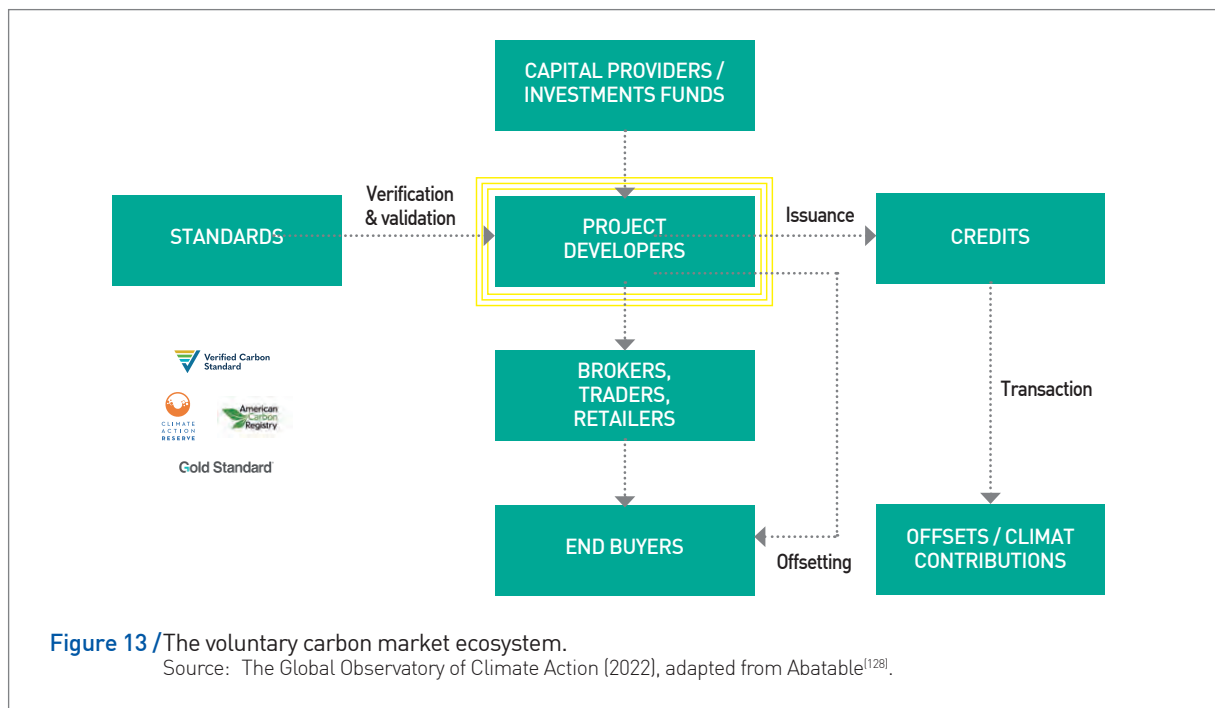 CAPITAL PROVIDERS /
INVESTMENTS FUNDS
Verification
& validation
STANDARDS
PROJECT
DEVELOPERS
Issuance
CREDITS
Verified Carbon
Standard
CLIMATE
ACTION
RESERVE
American
Carbon
Registry
Gold Standard
BROKERS,
TRADERS,
RETAILERS
Transaction
END BUYERS
Offsetting
OFFSETS / CLIMAT
CONTRIBUTIONS
Figure 13 / The voluntary carbon market ecosystem.
Source: The Global Observatory of Climate Action (2022), adapted from Abatable[128].